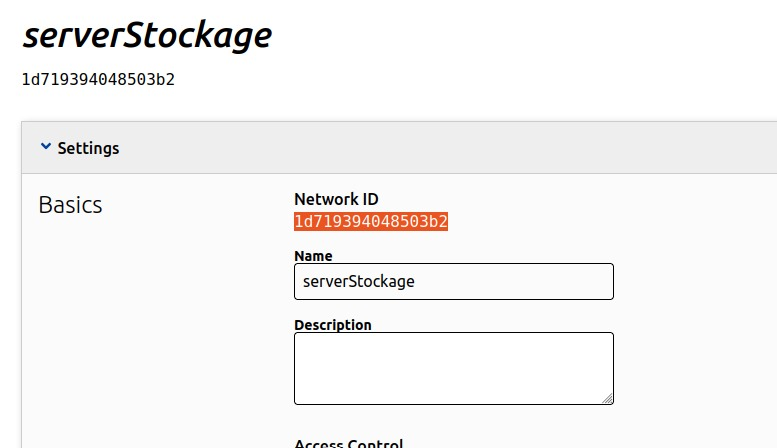 serverStockage
1d719394048503b2
Settings
Basics
Network ID
1d719394048503b2
Name
serverStockage
Description
Access Control